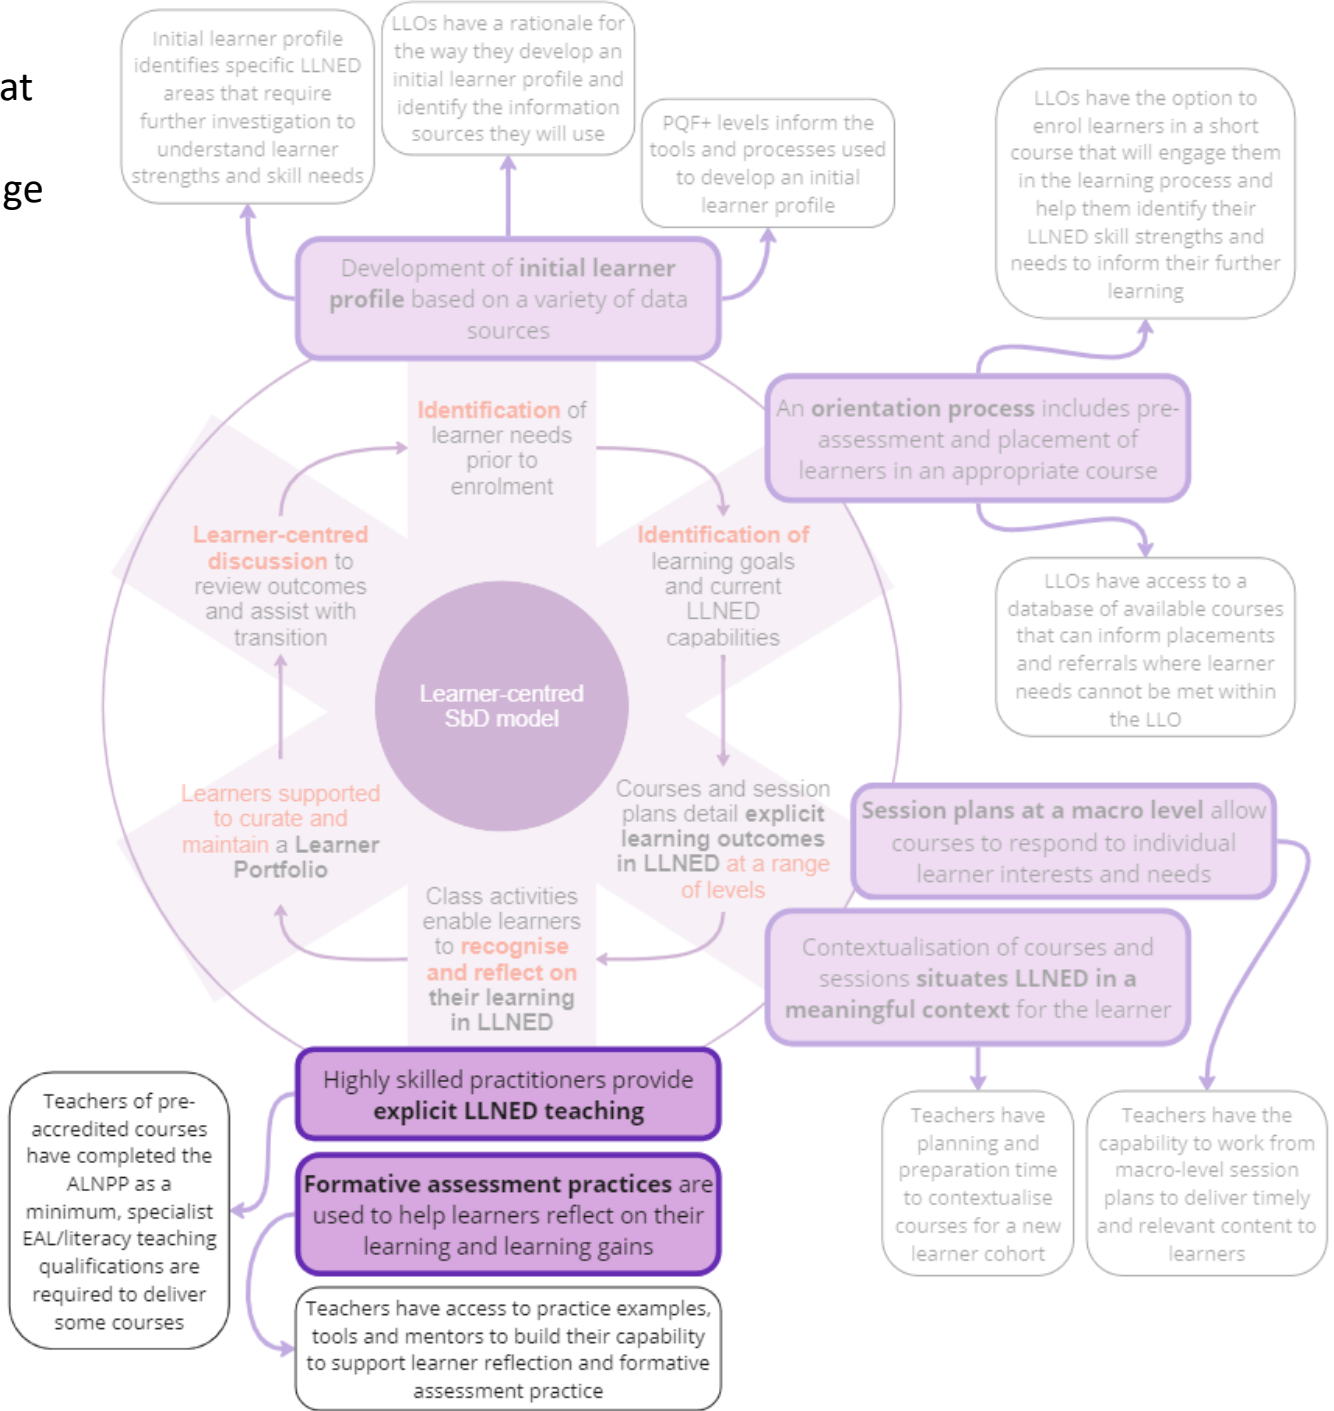 at
ge
Initial learner profile
identifies specific LLNED
areas that require
further investigation to
understand learner
strengths and skill needs
LLOs have a rationale for
the way they develop an
initial learner profile and
identify the information
sources they will use
PQF+ levels inform the
tools and processes used
to develop an initial
learner profile
LLOs have the option to
enrol learners in a short
course that will engage them
in the learning process and
help them identify their
LLNED skill strengths and
needs to inform their further
learning
Development of initial learner
profile based on a variety of data
sources
An orientation process includes pre-
assessment and placement of
learners in an appropriate course
Identification of
learner needs
prior to
enrolment
Identification of
learning goals
and current
LLNED
capabilities
Learner-centred
discussion to
review outcomes
and assist with
transition
LLOs have access to a
database of available courses
that can inform placements
and referrals where learner
needs cannot be met within
the LLO
Learner-centred
SbD model
Courses and session
plans detail explicit
learning outcomes
in LLNED at a range
of levels
Learners supported
to curate and
maintain a Learner
Portfolio
Class activities
enable learners
to recognise
and reflect on
their learning
in LLNED
Session plans at a macro level allow
courses to respond to individual
learner interests and needs
Contextualisation of courses and
sessions situates LLNED in a
meaningful context for the learner
Highly skilled practitioners provide
explicit LLNED teaching
Teachers of pre-
accredited courses
have completed the
ALNPP as a
minimum, specialist
EAL/literacy teaching
qualifications are
required to deliver
some courses
Formative assessment practices are
used to help learners reflect on their
learning and learning gains
Teachers have access to practice examples,
tools and mentors to build their capability
to support learner reflection and formative
assessment practice
Teachers have
planning and
preparation time
to contextualise
courses for a new
learner cohort
Teachers have the
capability to work from
macro-level session
plans to deliver timely
and relevant content to
learners